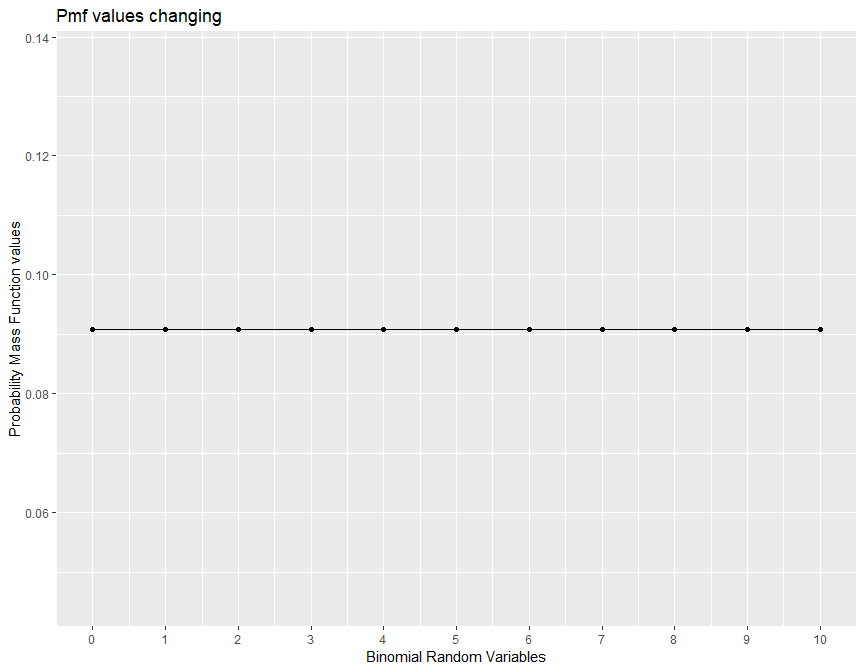 Pmf values changing
0.14
0.12
0.10
0.08
0.06
Probability Mass Function values
0 1 2 3 4 5 6 7 8 9 10
Binomial Random Variables